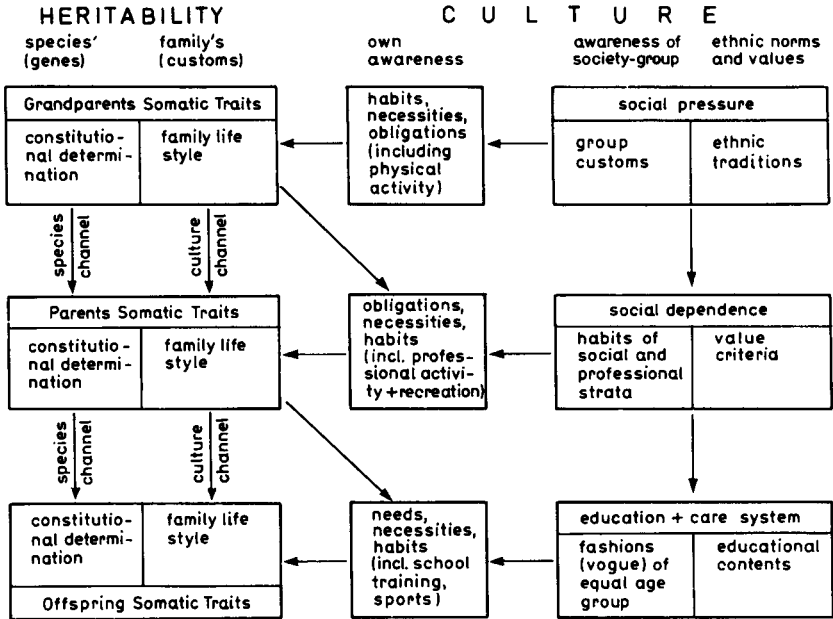 HERITABILITY
CULTURE
species'
(genes)
family's
(customs)
own
awareness
awareness of
society-group
ethnic norms
and values
Grandparents Somatic Traits
constitutio-
nal determi-
nation
family life
style
habits,
necessities,
obligations
(including
physical
activity)
social pressure
group
customs
ethnic
traditions
species
channel
culture
channel
Parents Somatic Traits
constitutio-
nal determi-
nation
family life
style
obligations,
necessities,
habits
(incl. profes-
sional activi-
ty+recreation)
social dependence
habits of
social and
professional
strata
value
criteria
species
channel
culture
channel
constitutio-
nal determi-
nation
family life
style
Offspring Somatic Traits
needs,
necessities,
habits
(incl. school
training,
sports)
education + care system
fashions
(vogue) of
equal age
group
educational
contents